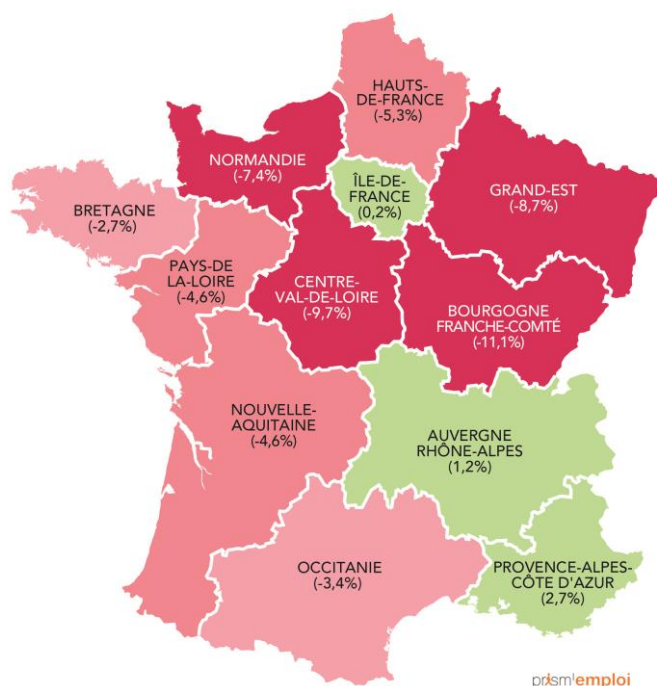 HAUTS-
DE-FRANCE
(-5,3%)
NORMANDIE
(-7,4%)
ÎLE-DE-
FRANCE
(0,2%)
GRAND-EST
(-8,7%)
BRETAGNE
(-2,7%)
PAYS-DE
LA-LOIRE
(-4,6%)
CENTRE-
VAL-DE-LOIRE
(-9,7%)
BOURGOGNE
FRANCHE-COMTÉ
(-11,1%)
NOUVELLE-
AQUITAINE
(-4,6%)
AUVERGNE
RHÔNE-ALPES
(1,2%)
OCCITANIE
(-3,4%)
PROVENCE-ALPES-
CÔTE D'AZUR
(2,7%)
prism'emploi